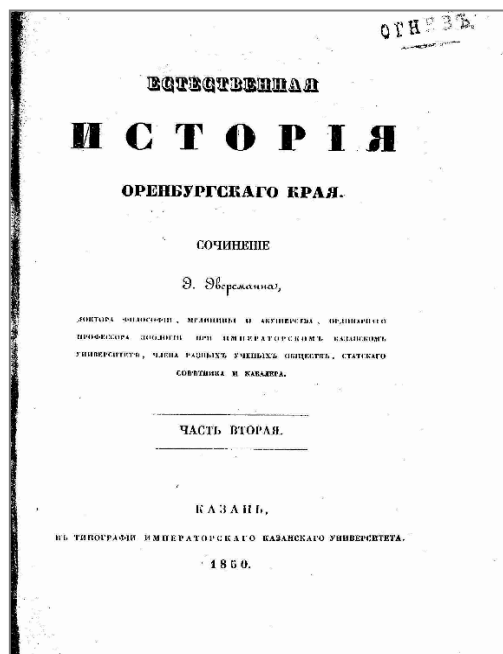 ОГНЕВЪ.
ЕСТЕСТВЕННАЯ
ИСТОРІЯ
ОРЕНБУРГСКАГО КРАЯ.
СОЧИНЕНІЕ
Э. Эверсманна,
ДОКТОРА ФИЛОСОФІИ, МЕДИЦИНЫ И АКУШЕРСТВА, ОРДИНАРНАГО
ПРОФЕССОРА ЗООЛОГІИ ПРИ ИМПЕРАТОРСКОМЪ КАЗАНСКОМЪ
УНИВЕРСИТЕТѢ, ЧЛЕНА РАЗНЫХЪ УЧЕНЫХЪ ОБЩЕСТВЪ, СТАТСКАГО
СОВѢТНИКА И КАВАЛЕРА.
ЧАСТЬ ВТОРАЯ.
КАЗАНЬ,
ВЪ ТИПОГРАФІИ ИМПЕРАТОРСКАГО КАЗАНСКАГО УНИВЕРСИТЕТА.
1850.